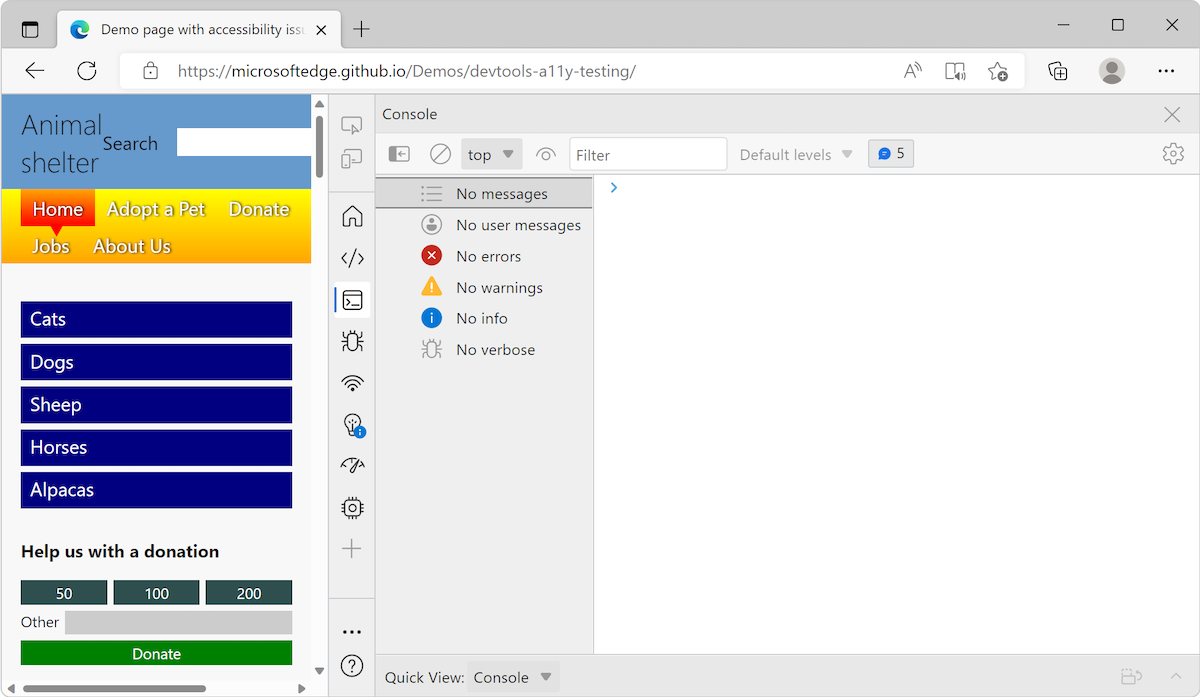 Demo page with accessibility iss
https://microsoftedge.github.io/Demos/devtools-a11y-testing/
Animal
shelter
Search
Home Adopt a Pet Donate
Jobs About Us
Cats
Dogs
Sheep
Horses
Alpacas
Help us with a donation
50 100 200
Other
Donate
Console
top Filter Default levels 5
No messages
No user messages
No errors
No warnings
No info
No verbose
Quick View: Console